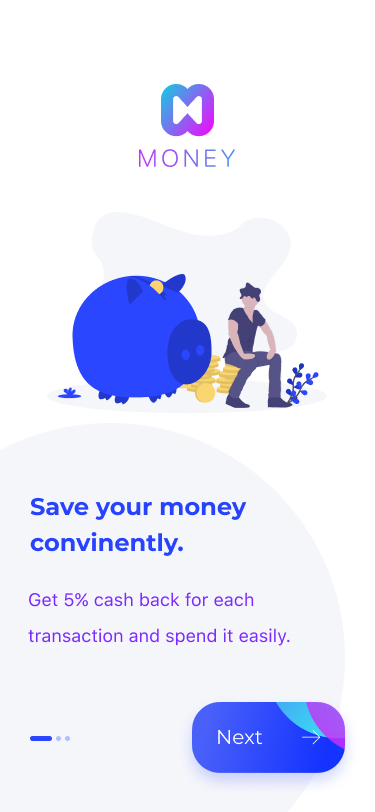 MONEY
Save your money
convinently.
Get 5% cash back for each
transaction and spend it easily.
Next